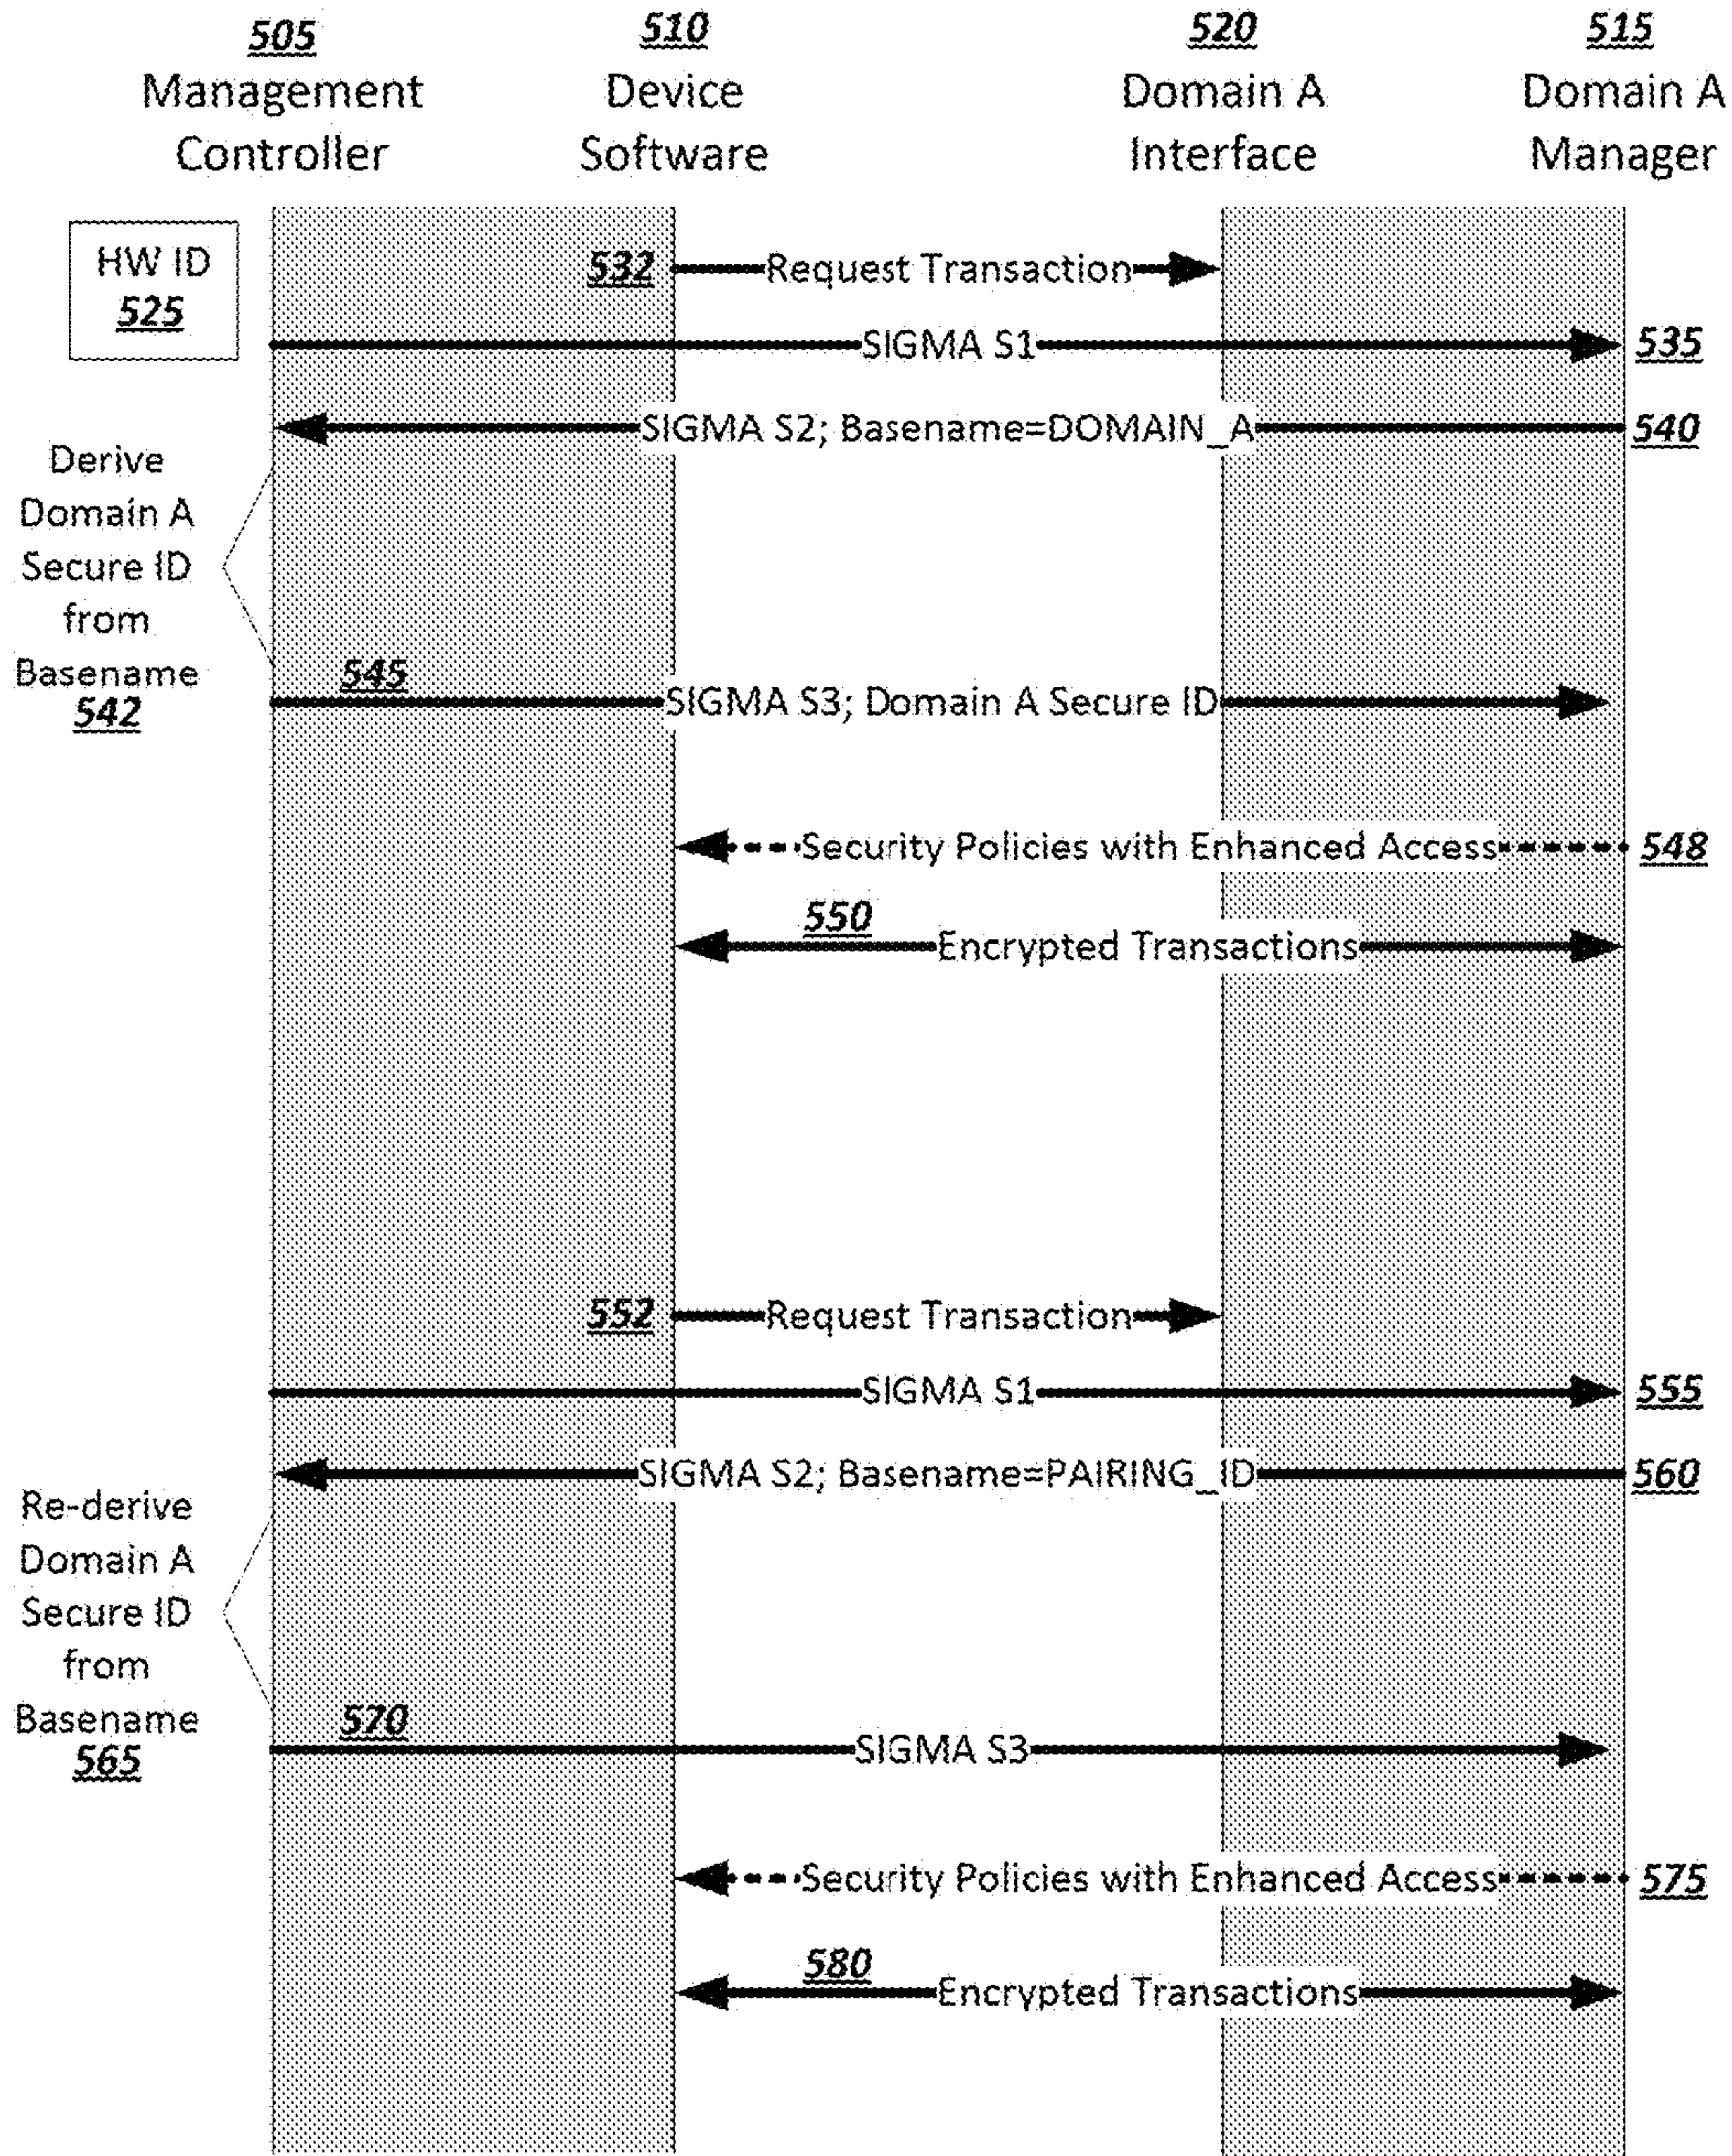 505
Management
Controller
510
Device
Software
520
Domain A
Interface
515
Domain A
Manager
HW ID
525
532
Request Transaction
SIGMA S1
535
SIGMA S2; Basename=DOMAIN_A
540
Derive
Domain A
Secure ID
from
Basename
542
545
SIGMA S3; Domain A Secure ID
Security Policies with Enhanced Access
548
550
Encrypted Transactions
552
Request Transaction
SIGMA S1
555
SIGMA S2; Basename=PAIRING_ID
560
Re-derive
Domain A
Secure ID
from
Basename
565
570
SIGMA S3
Security Policies with Enhanced Access
575
580
Encrypted Transactions